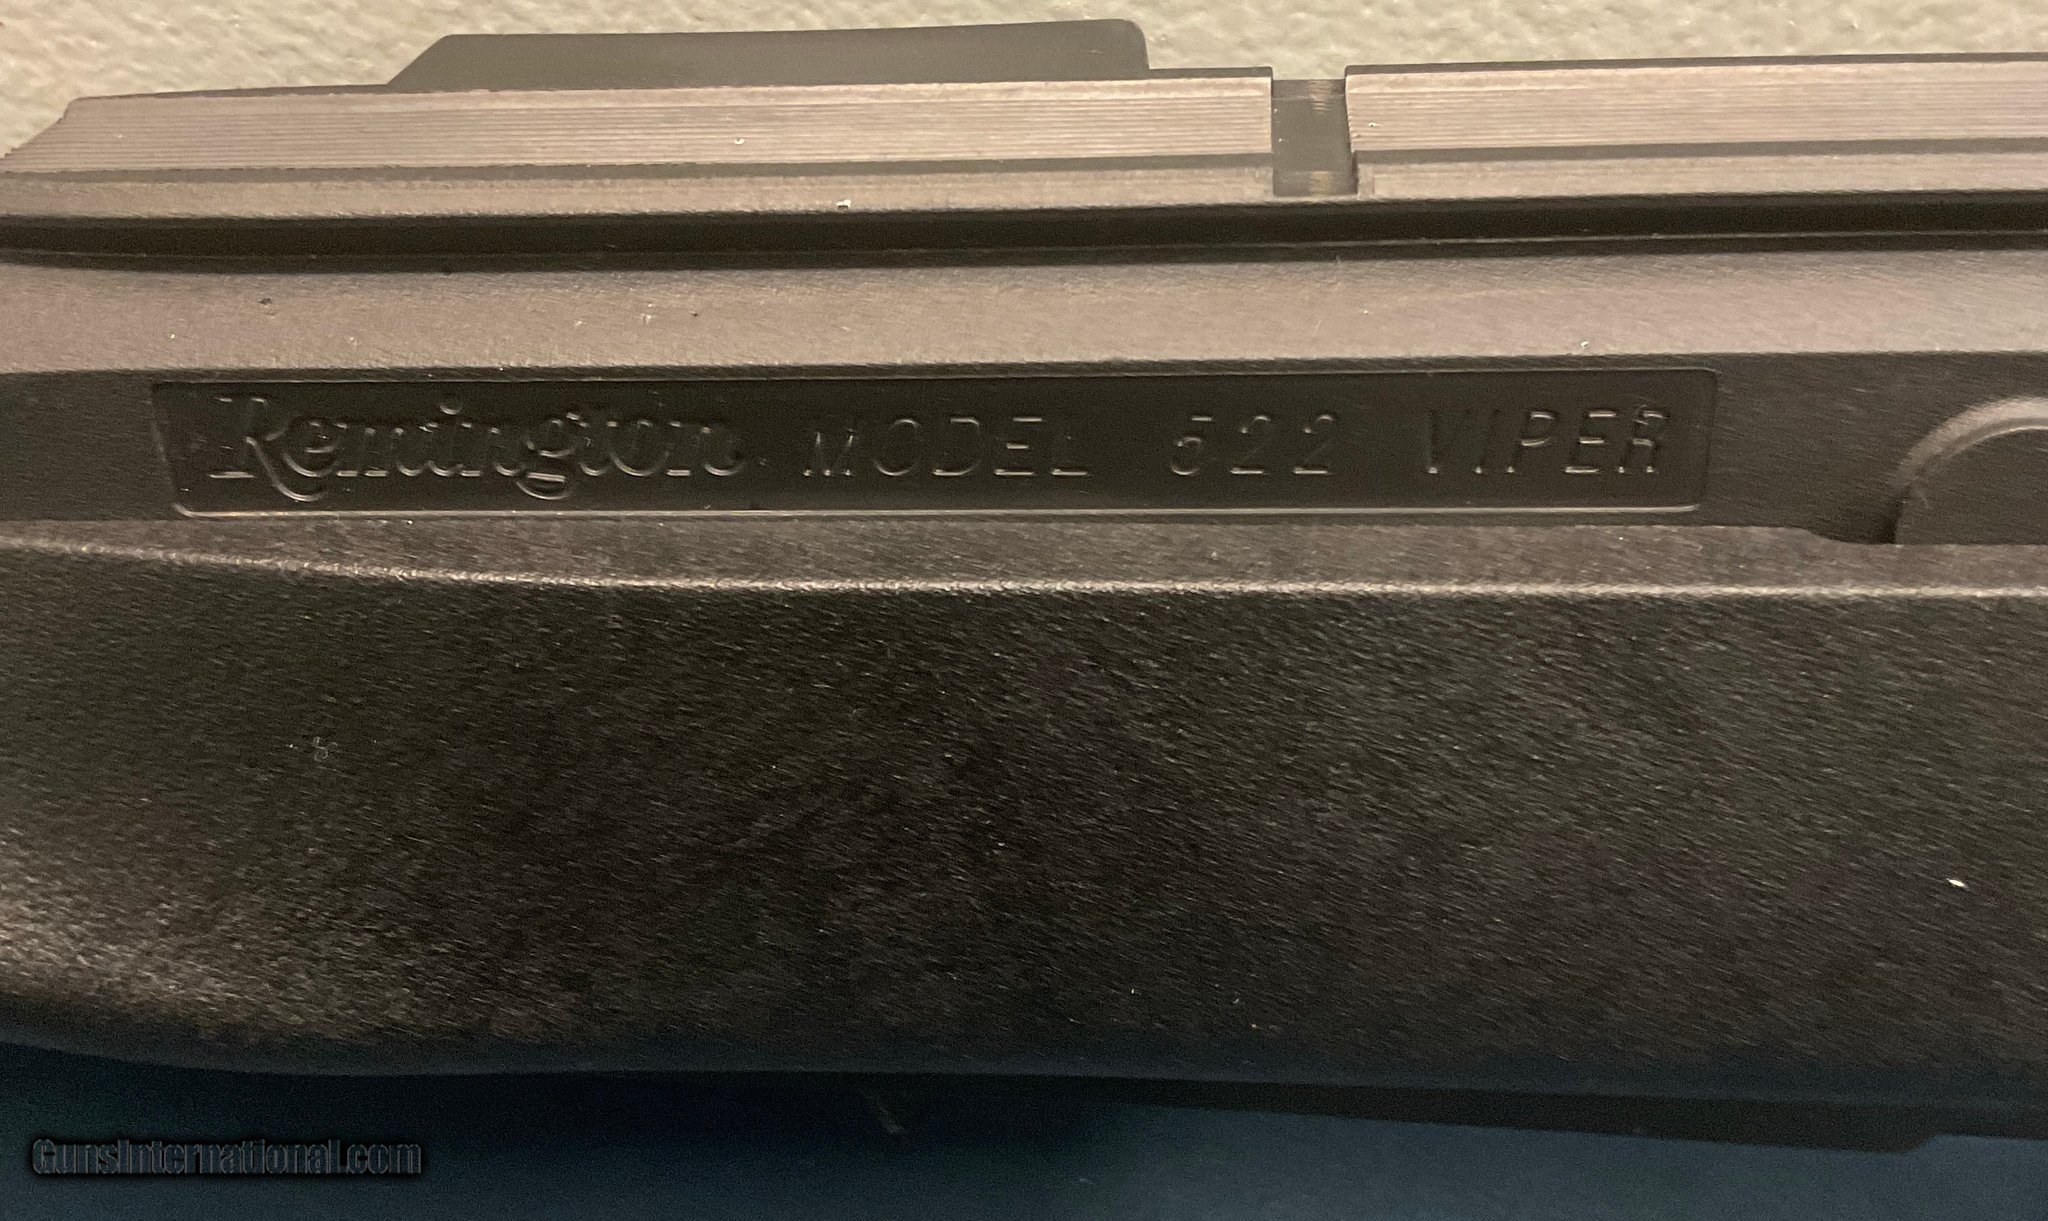 Remington MODEL 522 VIPER
GunsInternational.com